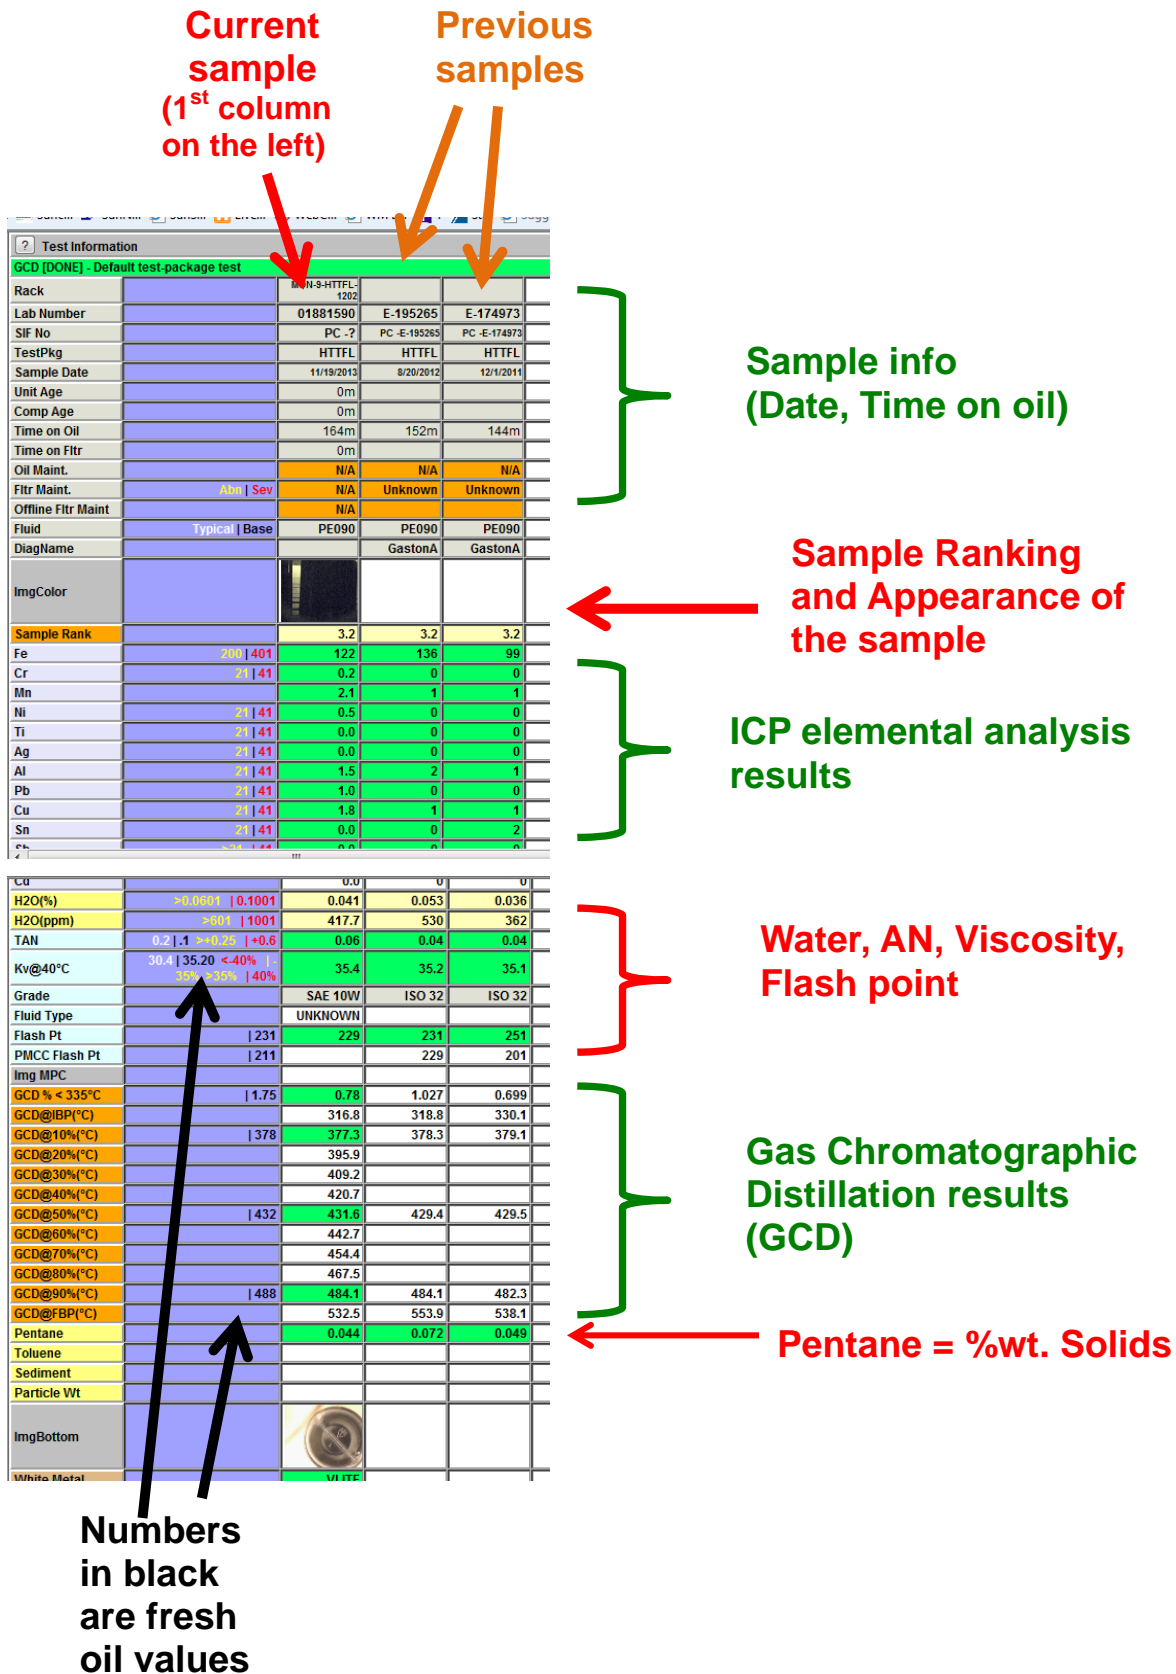 Current
sample
(1st column
on the left)
Previous
samples
? Test Information
GCD [DONE] - Default test-package test
Rack 1202
Lab Number 01881590 E-195265 E-174973
SIF No PC -? PC -E-195265 PC -E-174973
TestPkg HTTFL HTTFL HTTFL
Sample Date 11/19/2013 8/20/2012 12/1/2011
Unit Age 0m
Comp Age 0m
Time on Oil 164m 152m 144m
Time on Fltr 0m
Oil Maint. N/A N/A N/A
Fltr Maint. Abn | Sev N/A Unknown Unknown
Offline Fltr Maint N/A
Fluid Typical | Base PE090 PE090 PE090
DiagName GastonA GastonA
ImgColor
Sample Rank 3.2 3.2 3.2
Fe 200 | 401 122 136 99
Cr 21 | 41 0.2 0 0
Mn 2.1 1 1
Ni 21 | 41 0.5 0 0
Ti 21 | 41 0.0 0 0
Ag 21 | 41 0.0 0 0
Al 21 | 41 1.5 2 1
Pb 21 | 41 1.0 0 0
Cu 21 | 41 1.8 1 1
Sn 21 | 41 0.0 0 2
Sb >21 | 41 0.0 0 0
Cd 0.0 0 0
H2O(%) >0.0601 | 0.1001 0.041 0.053 0.036
H2O(ppm) >601 | 1001 417.7 530 362
TAN 0.2 | .1 >+0.25 | +0.6 0.06 0.04 0.04
Kv@40°C 30.4 | 35.20 <-40% | -35% >35% | 40% 35.4 35.2 35.1
Grade SAE 10W ISO 32 ISO 32
Fluid Type UNKNOWN
Flash Pt | 231 229 231 251
PMCC Flash Pt | 211 229 201
Img MPC
GCD % < 335°C | 1.75 0.78 1.027 0.699
GCD@IBP(°C) 316.8 318.8 330.1
GCD@10%(°C) | 378 377.3 378.3 379.1
GCD@20%(°C) 395.9
GCD@30%(°C) 409.2
GCD@40%(°C) 420.7
GCD@50%(°C) | 432 431.6 429.4 429.5
GCD@60%(°C) 442.7
GCD@70%(°C) 454.4
GCD@80%(°C) 467.5
GCD@90%(°C) | 488 484.1 484.1 482.3
GCD@FBP(°C) 532.5 553.9 538.1
Pentane 0.044 0.072 0.049
Toluene
Sediment
Particle Wt
ImgBottom
White Metal VLITE
Sample info
(Date, Time on oil)
Sample Ranking
and Appearance of
the sample
ICP elemental analysis
results
Water, AN, Viscosity,
Flash point
Gas Chromatographic
Distillation results
(GCD)
Pentane = %wt. Solids
Numbers
in black
are fresh
oil values